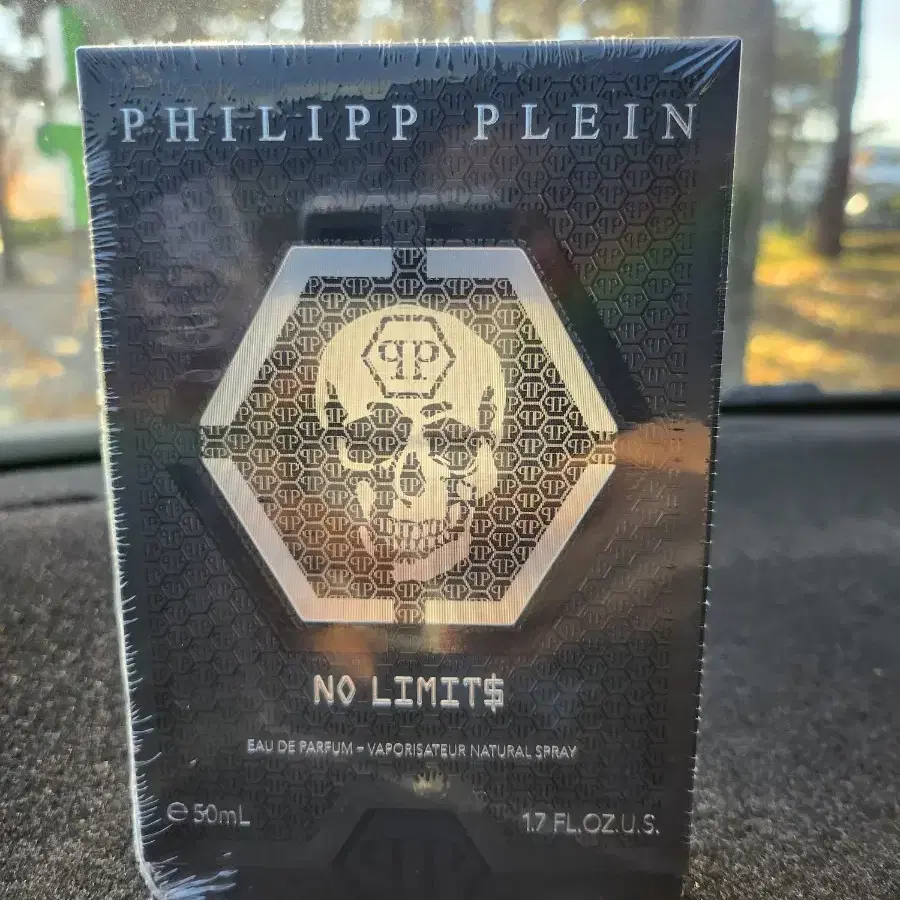 PHILIPP PLEIN
NO LIMIT$
EAU DE PARFUM - VAPORISATEUR NATURAL SPRAY
℮ 50mL
1.7 FL.OZ.U.S.